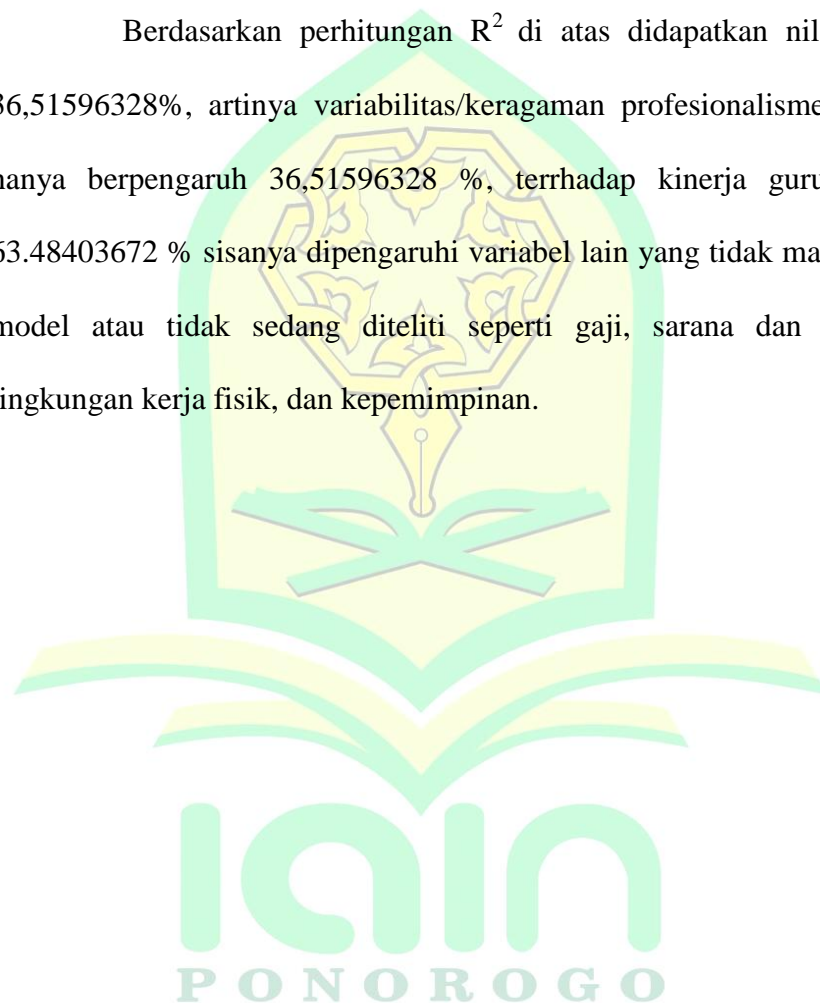 Berdasarkan perhitungan R² di atas didapatkan nil
36,51596328%, artinya variabilitas/keragaman profesionalisme
hanya berpengaruh 36,51596328 %, terrhadap kinerja guru
63.48403672 % sisanya dipengaruhi variabel lain yang tidak ma
model atau tidak sedang diteliti seperti gaji, sarana dan
lingkungan kerja fisik, dan kepemimpinan.
iain
PONOROGO